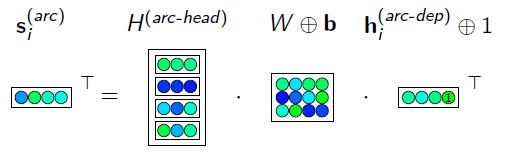 s_i^(arc) H^(arc-head) W ⊕ b h_i^(arc-dep) ⊕ 1
⊤ = · · 1 ⊤